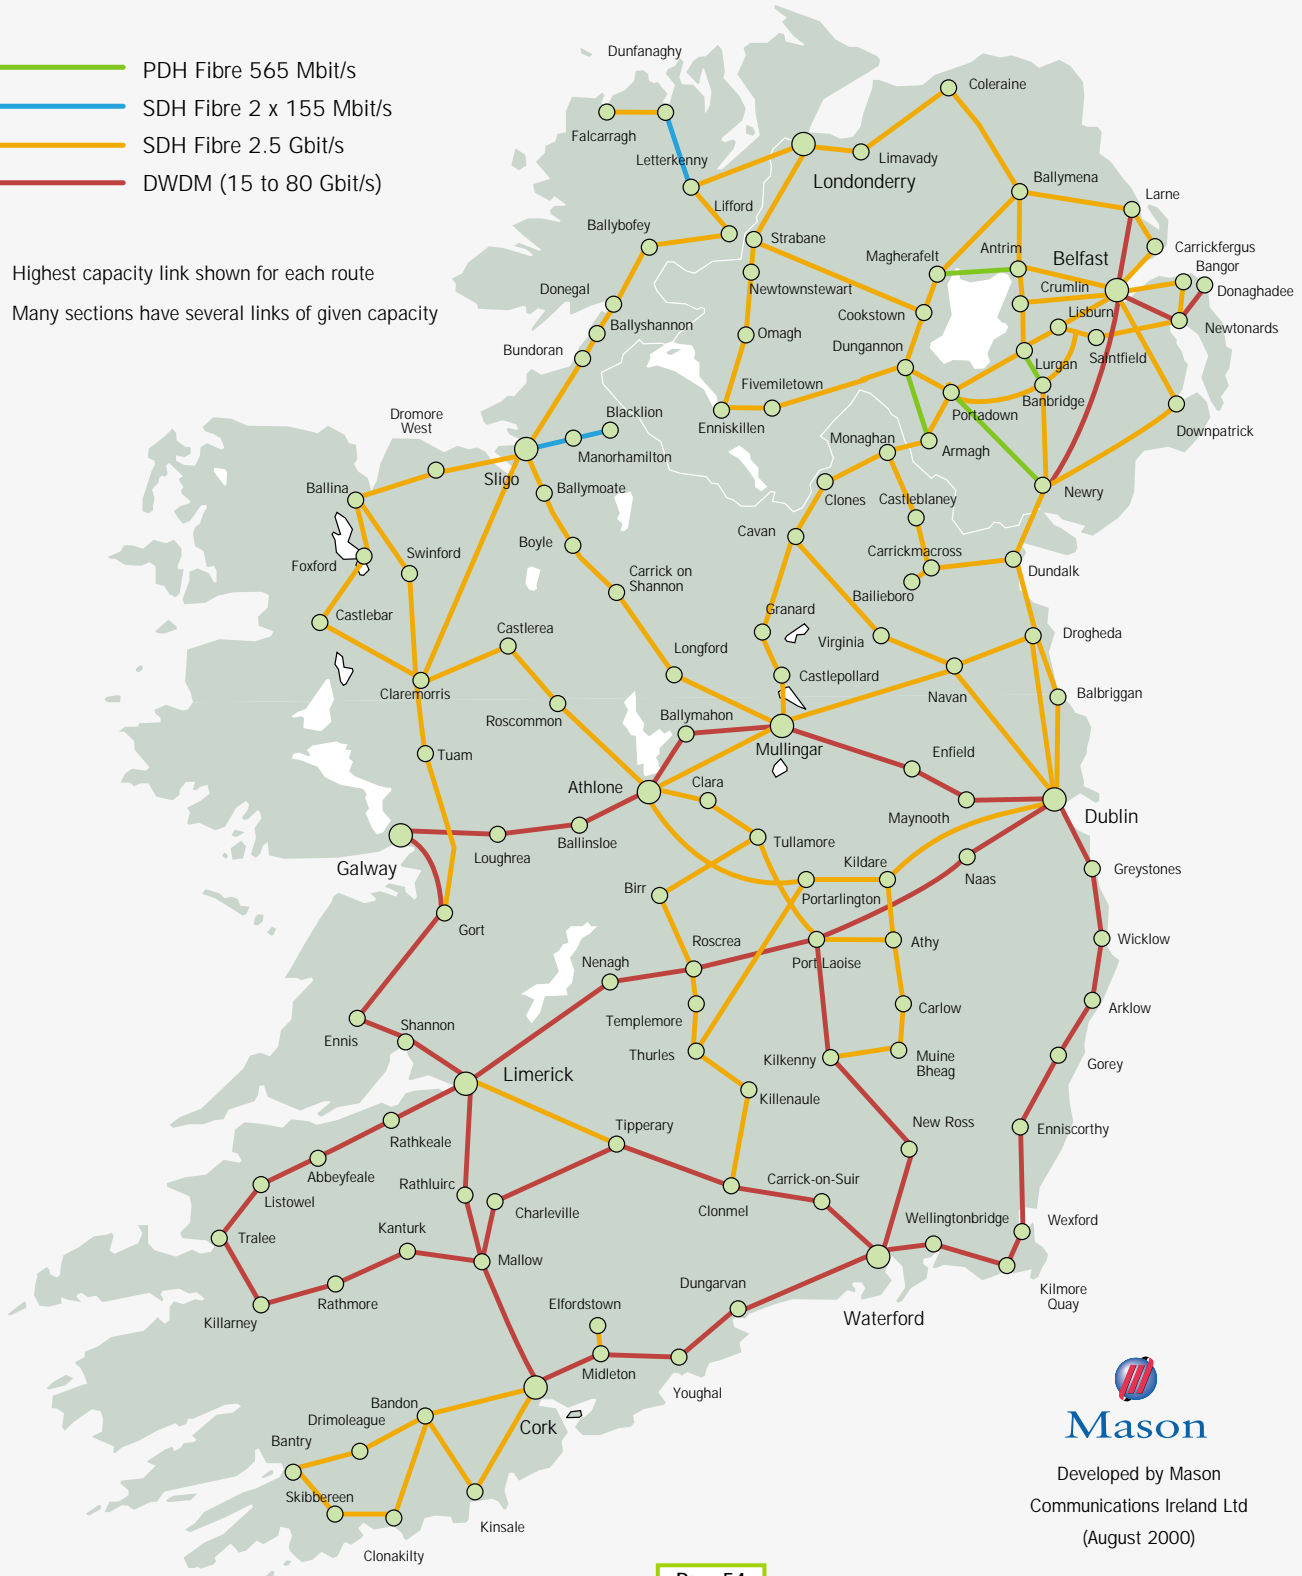 Dunfanaghy
PDH Fibre 565 Mbit/s
SDH Fibre 2 x 155 Mbit/s
SDH Fibre 2.5 Gbit/s
DWDM (15 to 80 Gbit/s)
Highest capacity link shown for each route
Many sections have several links of given capacity
Coleraine
Falcarragh
Letterkenny
Limavady
Londonderry
Ballymena
Larne
Lifford
Ballybofey
Strabane
Magherafelt
Antrim
Belfast
Carrickfergus
Bangor
Donaghadee
Newtownstewart
Crumlin
Donegal
Cookstown
Lisburn
Newtonards
Ballyshannon
Omagh
Dungannon
Bundoran
Saintfield
Lurgan
Fivemiletown
Banbridge
Dromore
West
Blacklion
Enniskillen
Portadown
Downpatrick
Monaghan
Armagh
Manorhamilton
Sligo
Ballina
Ballymoate
Clones
Castleblaney
Newry
Cavan
Boyle
Swinford
Carrickmacross
Foxford
Dundalk
Carrick on
Shannon
Bailieboro
Castlebar
Granard
Castlerea
Virginia
Drogheda
Longford
Castlepollard
Claremorris
Navan
Balbriggan
Roscommon
Ballymahon
Mullingar
Tuam
Enfield
Athlone
Clara
Maynooth
Dublin
Ballinsloe
Tullamore
Loughrea
Galway
Kildare
Naas
Greystones
Birr
Portarlington
Gort
Roscrea
Athy
Wicklow
Nenagh
Port Laoise
Carlow
Arklow
Ennis
Shannon
Templemore
Thurles
Kilkenny
Muine
Bheag
Gorey
Limerick
Killenaule
Tipperary
New Ross
Enniscorthy
Rathkeale
Abbeyfeale
Rathluirc
Carrick-on-Suir
Listowel
Charleville
Clonmel
Wellingtonbridge
Wexford
Kanturk
Tralee
Mallow
Dungarvan
Kilmore
Quay
Rathmore
Elfordstown
Killarney
Waterford
Midleton
Youghal
Bandon
Drimoleague
Cork
Bantry
Skibbereen
Kinsale
Clonakilty
Mason
Developed by Mason
Communications Ireland Ltd
(August 2000)